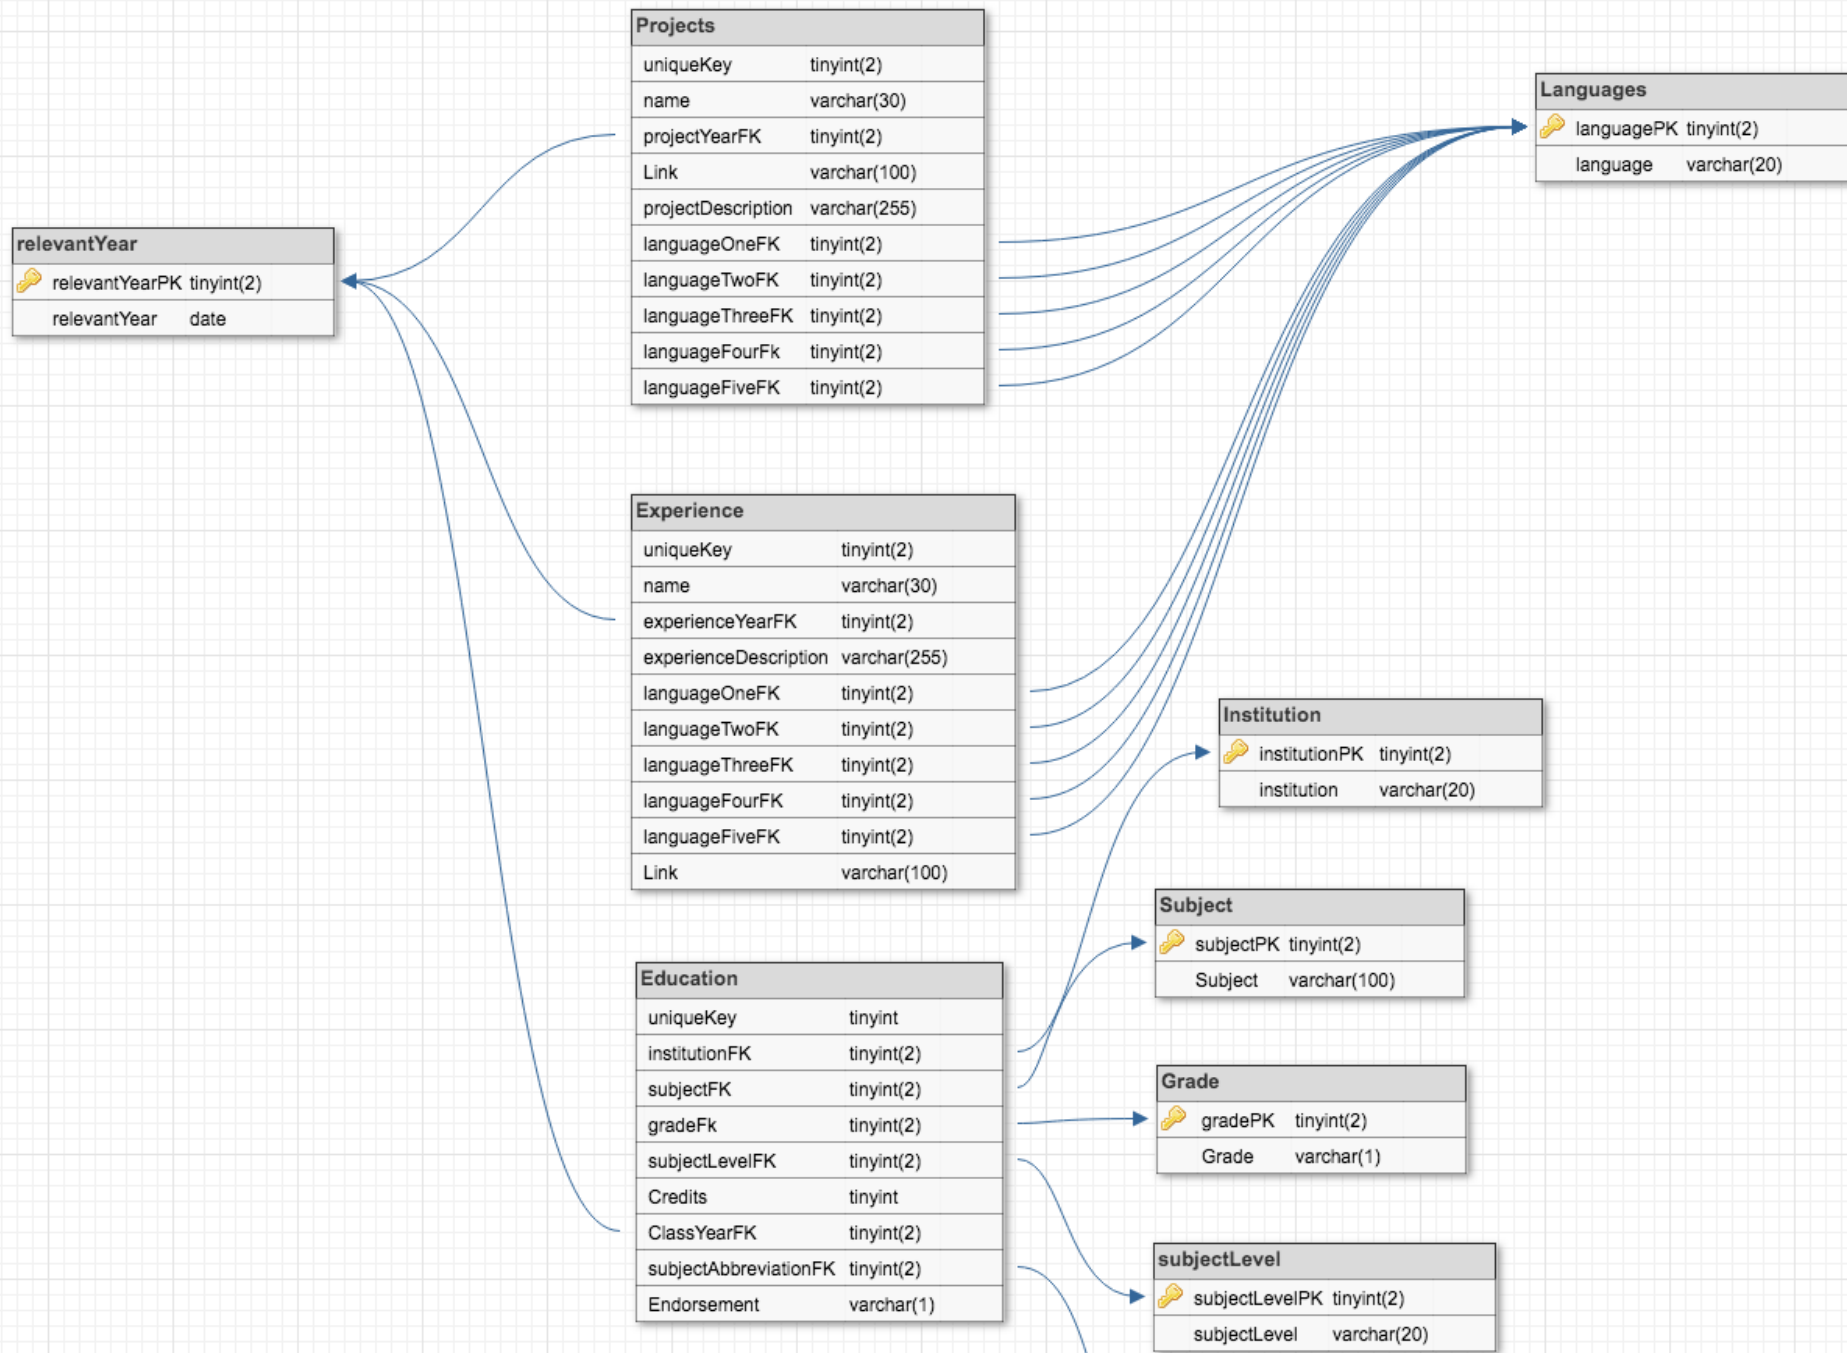 Projects
uniqueKey tinyint(2)
name varchar(30)
projectYearFK tinyint(2)
Link varchar(100)
projectDescription varchar(255)
languageOneFK tinyint(2)
languageTwoFK tinyint(2)
languageThreeFK tinyint(2)
languageFourFk tinyint(2)
languageFiveFK tinyint(2)
Languages
languagePK tinyint(2)
language varchar(20)
relevantYear
relevantYearPK tinyint(2)
relevantYear date
Experience
uniqueKey tinyint(2)
name varchar(30)
experienceYearFK tinyint(2)
experienceDescription varchar(255)
languageOneFK tinyint(2)
languageTwoFK tinyint(2)
languageThreeFK tinyint(2)
languageFourFK tinyint(2)
languageFiveFK tinyint(2)
Link varchar(100)
Institution
institutionPK tinyint(2)
institution varchar(20)
Subject
subjectPK tinyint(2)
Subject varchar(100)
Education
uniqueKey tinyint
institutionFK tinyint(2)
subjectFK tinyint(2)
gradeFk tinyint(2)
subjectLevelFK tinyint(2)
Credits tinyint
ClassYearFK tinyint(2)
subjectAbbreviationFK tinyint(2)
Endorsement varchar(1)
Grade
gradePK tinyint(2)
Grade varchar(1)
subjectLevel
subjectLevelPK tinyint(2)
subjectLevel varchar(20)